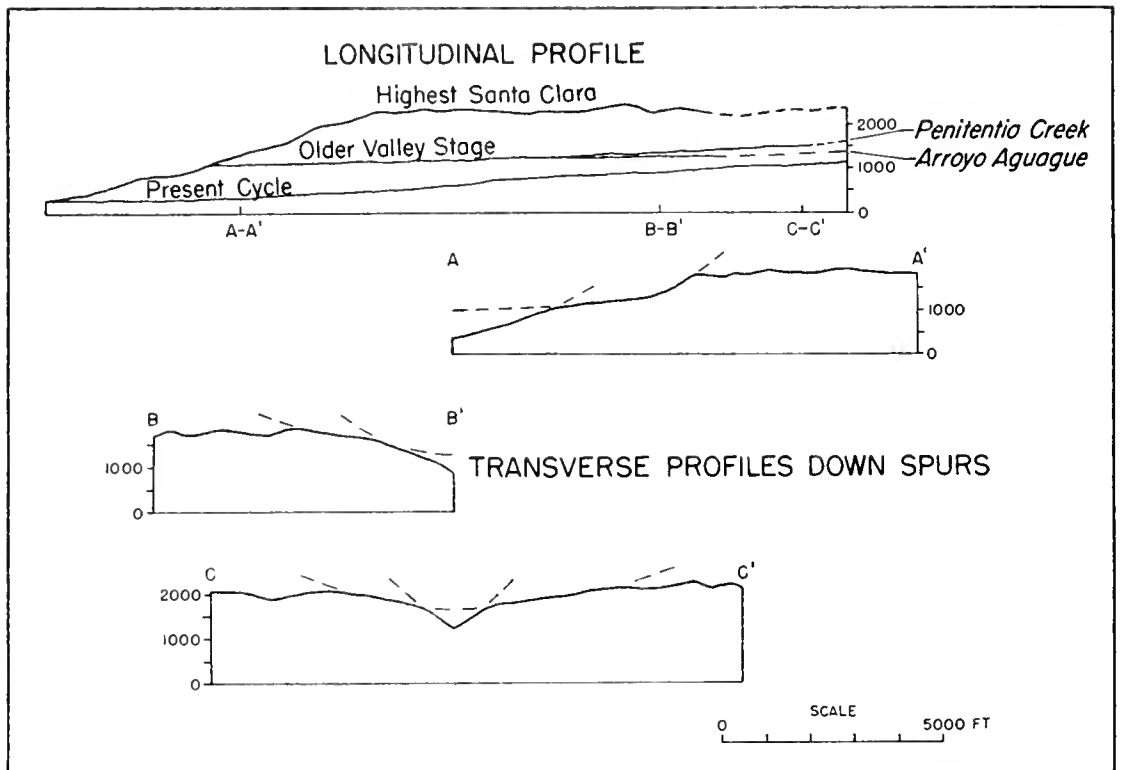 LONGITUDINAL PROFILE
Highest Santa Clara
2000
Penitentia Creek
Older Valley Stage
Arroyo Aguague
1000
Present Cycle
0
A-A'
B-B'
C-C'
A
A'
1000
0
B
B'
1000
TRANSVERSE PROFILES DOWN SPURS
0
C
C'
2000
1000
0
SCALE
0
5000 FT